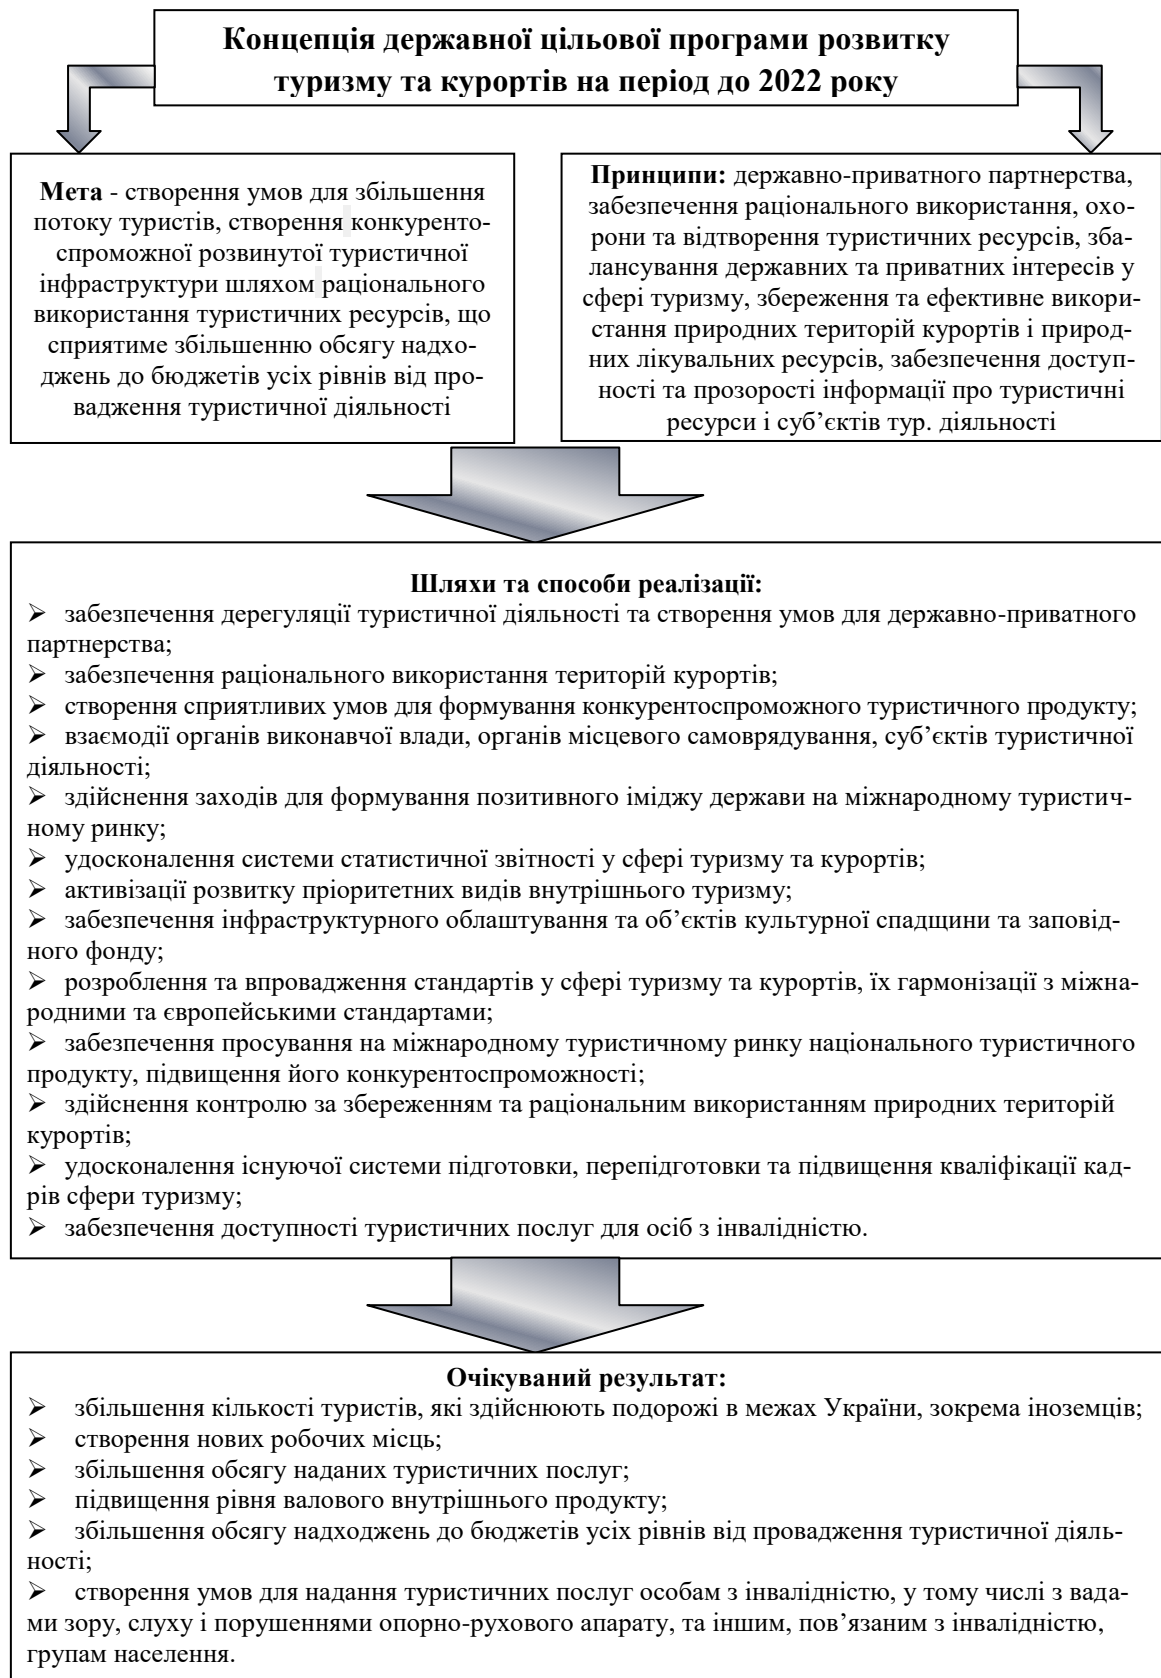 Концепція державної цільової програми розвитку
туризму та курортів на період до 2022 року
Мета - створення умов для збільшення
потоку туристів, створення конкуренто-
спроможної розвинутої туристичної
інфраструктури шляхом раціонального
використання туристичних ресурсів, що
сприятиме збільшенню обсягу надхо-
джень до бюджетів усіх рівнів від про-
вадження туристичної діяльності
Принципи: державно-приватного партнерства,
забезпечення раціонального використання, охо-
рони та відтворення туристичних ресурсів, зба-
лансування державних та приватних інтересів у
сфері туризму, збереження та ефективне викори-
стання природних територій курортів і природ-
них лікувальних ресурсів, забезпечення доступ-
ності та прозорості інформації про туристичні
ресурси і суб’єктів тур. діяльності
Шляхи та способи реалізації:
➢ забезпечення дерегуляції туристичної діяльності та створення умов для державно-приватного
партнерства;
➢ забезпечення раціонального використання територій курортів;
➢ створення сприятливих умов для формування конкурентоспроможного туристичного продукту;
➢ взаємодії органів виконавчої влади, органів місцевого самоврядування, суб’єктів туристичної
діяльності;
➢ здійснення заходів для формування позитивного іміджу держави на міжнародному туристич-
ному ринку;
➢ удосконалення системи статистичної звітності у сфері туризму та курортів;
➢ активізації розвитку пріоритетних видів внутрішнього туризму;
➢ забезпечення інфраструктурного облаштування та об’єктів культурної спадщини та заповід-
ного фонду;
➢ розроблення та впровадження стандартів у сфері туризму та курортів, їх гармонізації з міжна-
родними та європейськими стандартами;
➢ забезпечення просування на міжнародному туристичному ринку національного туристичного
продукту, підвищення його конкурентоспроможності;
➢ здійснення контролю за збереженням та раціональним використанням природних територій
курортів;
➢ удосконалення існуючої системи підготовки, перепідготовки та підвищення кваліфікації кад-
рів сфери туризму;
➢ забезпечення доступності туристичних послуг для осіб з інвалідністю.
Очікуваний результат:
➢ збільшення кількості туристів, які здійснюють подорожі в межах України, зокрема іноземців;
➢ створення нових робочих місць;
➢ збільшення обсягу наданих туристичних послуг;
➢ підвищення рівня валового внутрішнього продукту;
➢ збільшення обсягу надходжень до бюджетів усіх рівнів від провадження туристичної діяль-
ності;
➢ створення умов для надання туристичних послуг особам з інвалідністю, у тому числі з вада-
ми зору, слуху і порушеннями опорно-рухового апарату, та іншим, пов’язаним з інвалідністю,
групам населення.